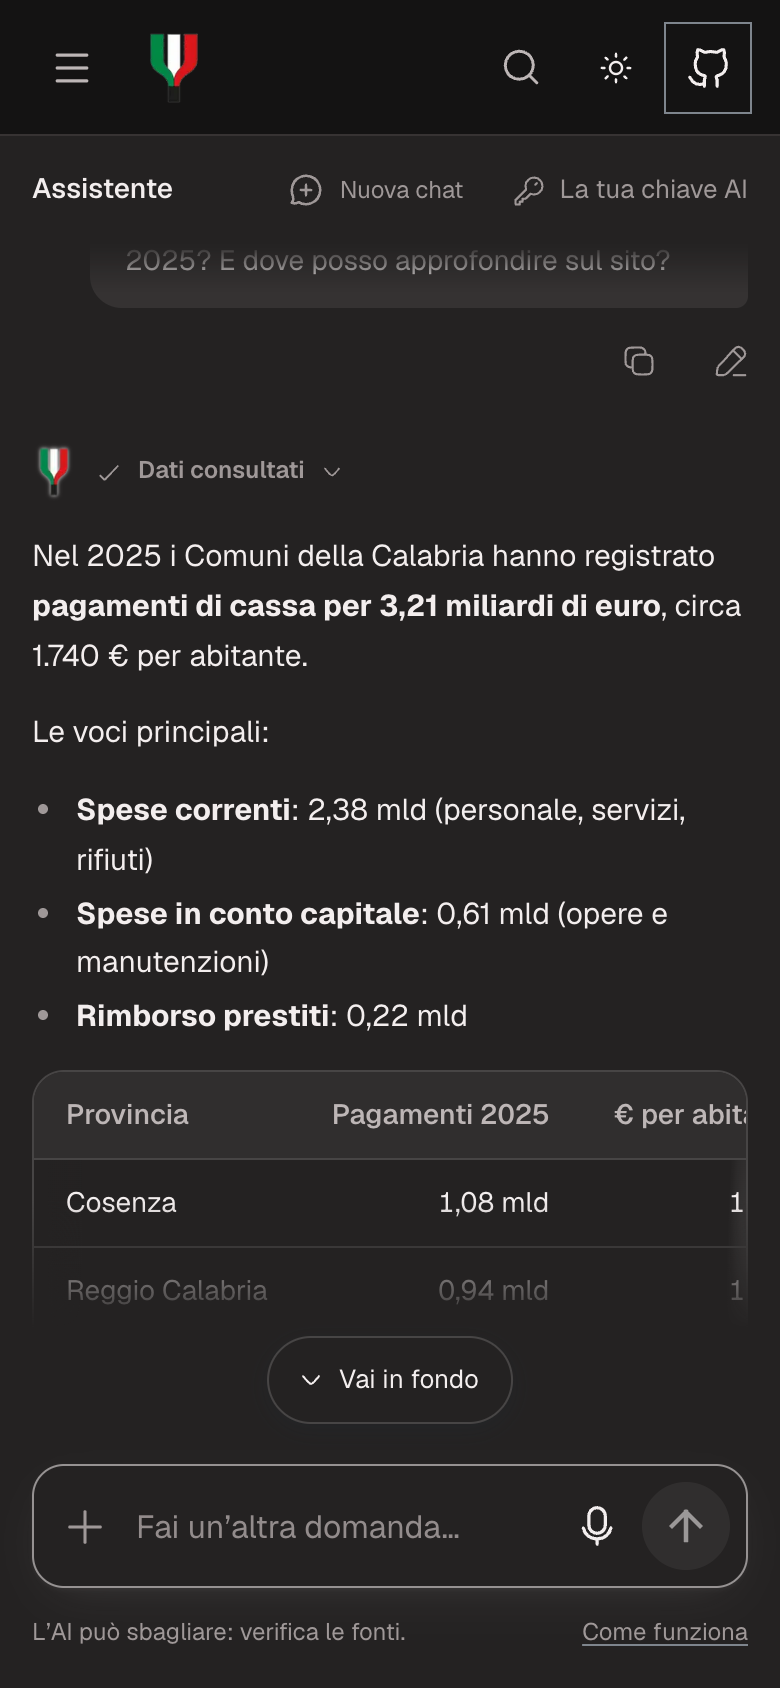 Assistente
Nuova chat
La tua chiave AI
2025? E dove posso approfondire sul sito?
Dati consultati
Nel 2025 i Comuni della Calabria hanno registrato
pagamenti di cassa per 3,21 miliardi di euro, circa
1.740 € per abitante.
Le voci principali:
Spese correnti: 2,38 mld (personale, servizi,
rifiuti)
Spese in conto capitale: 0,61 mld (opere e
manutenzioni)
Rimborso prestiti: 0,22 mld
Provincia Pagamenti 2025 € per
Cosenza 1,08 mld
Reggio Calabria 0,94 mld
Vai in fondo
Fai un’altra domanda...
L’AI può sbagliare: verifica le fonti.
Come funziona